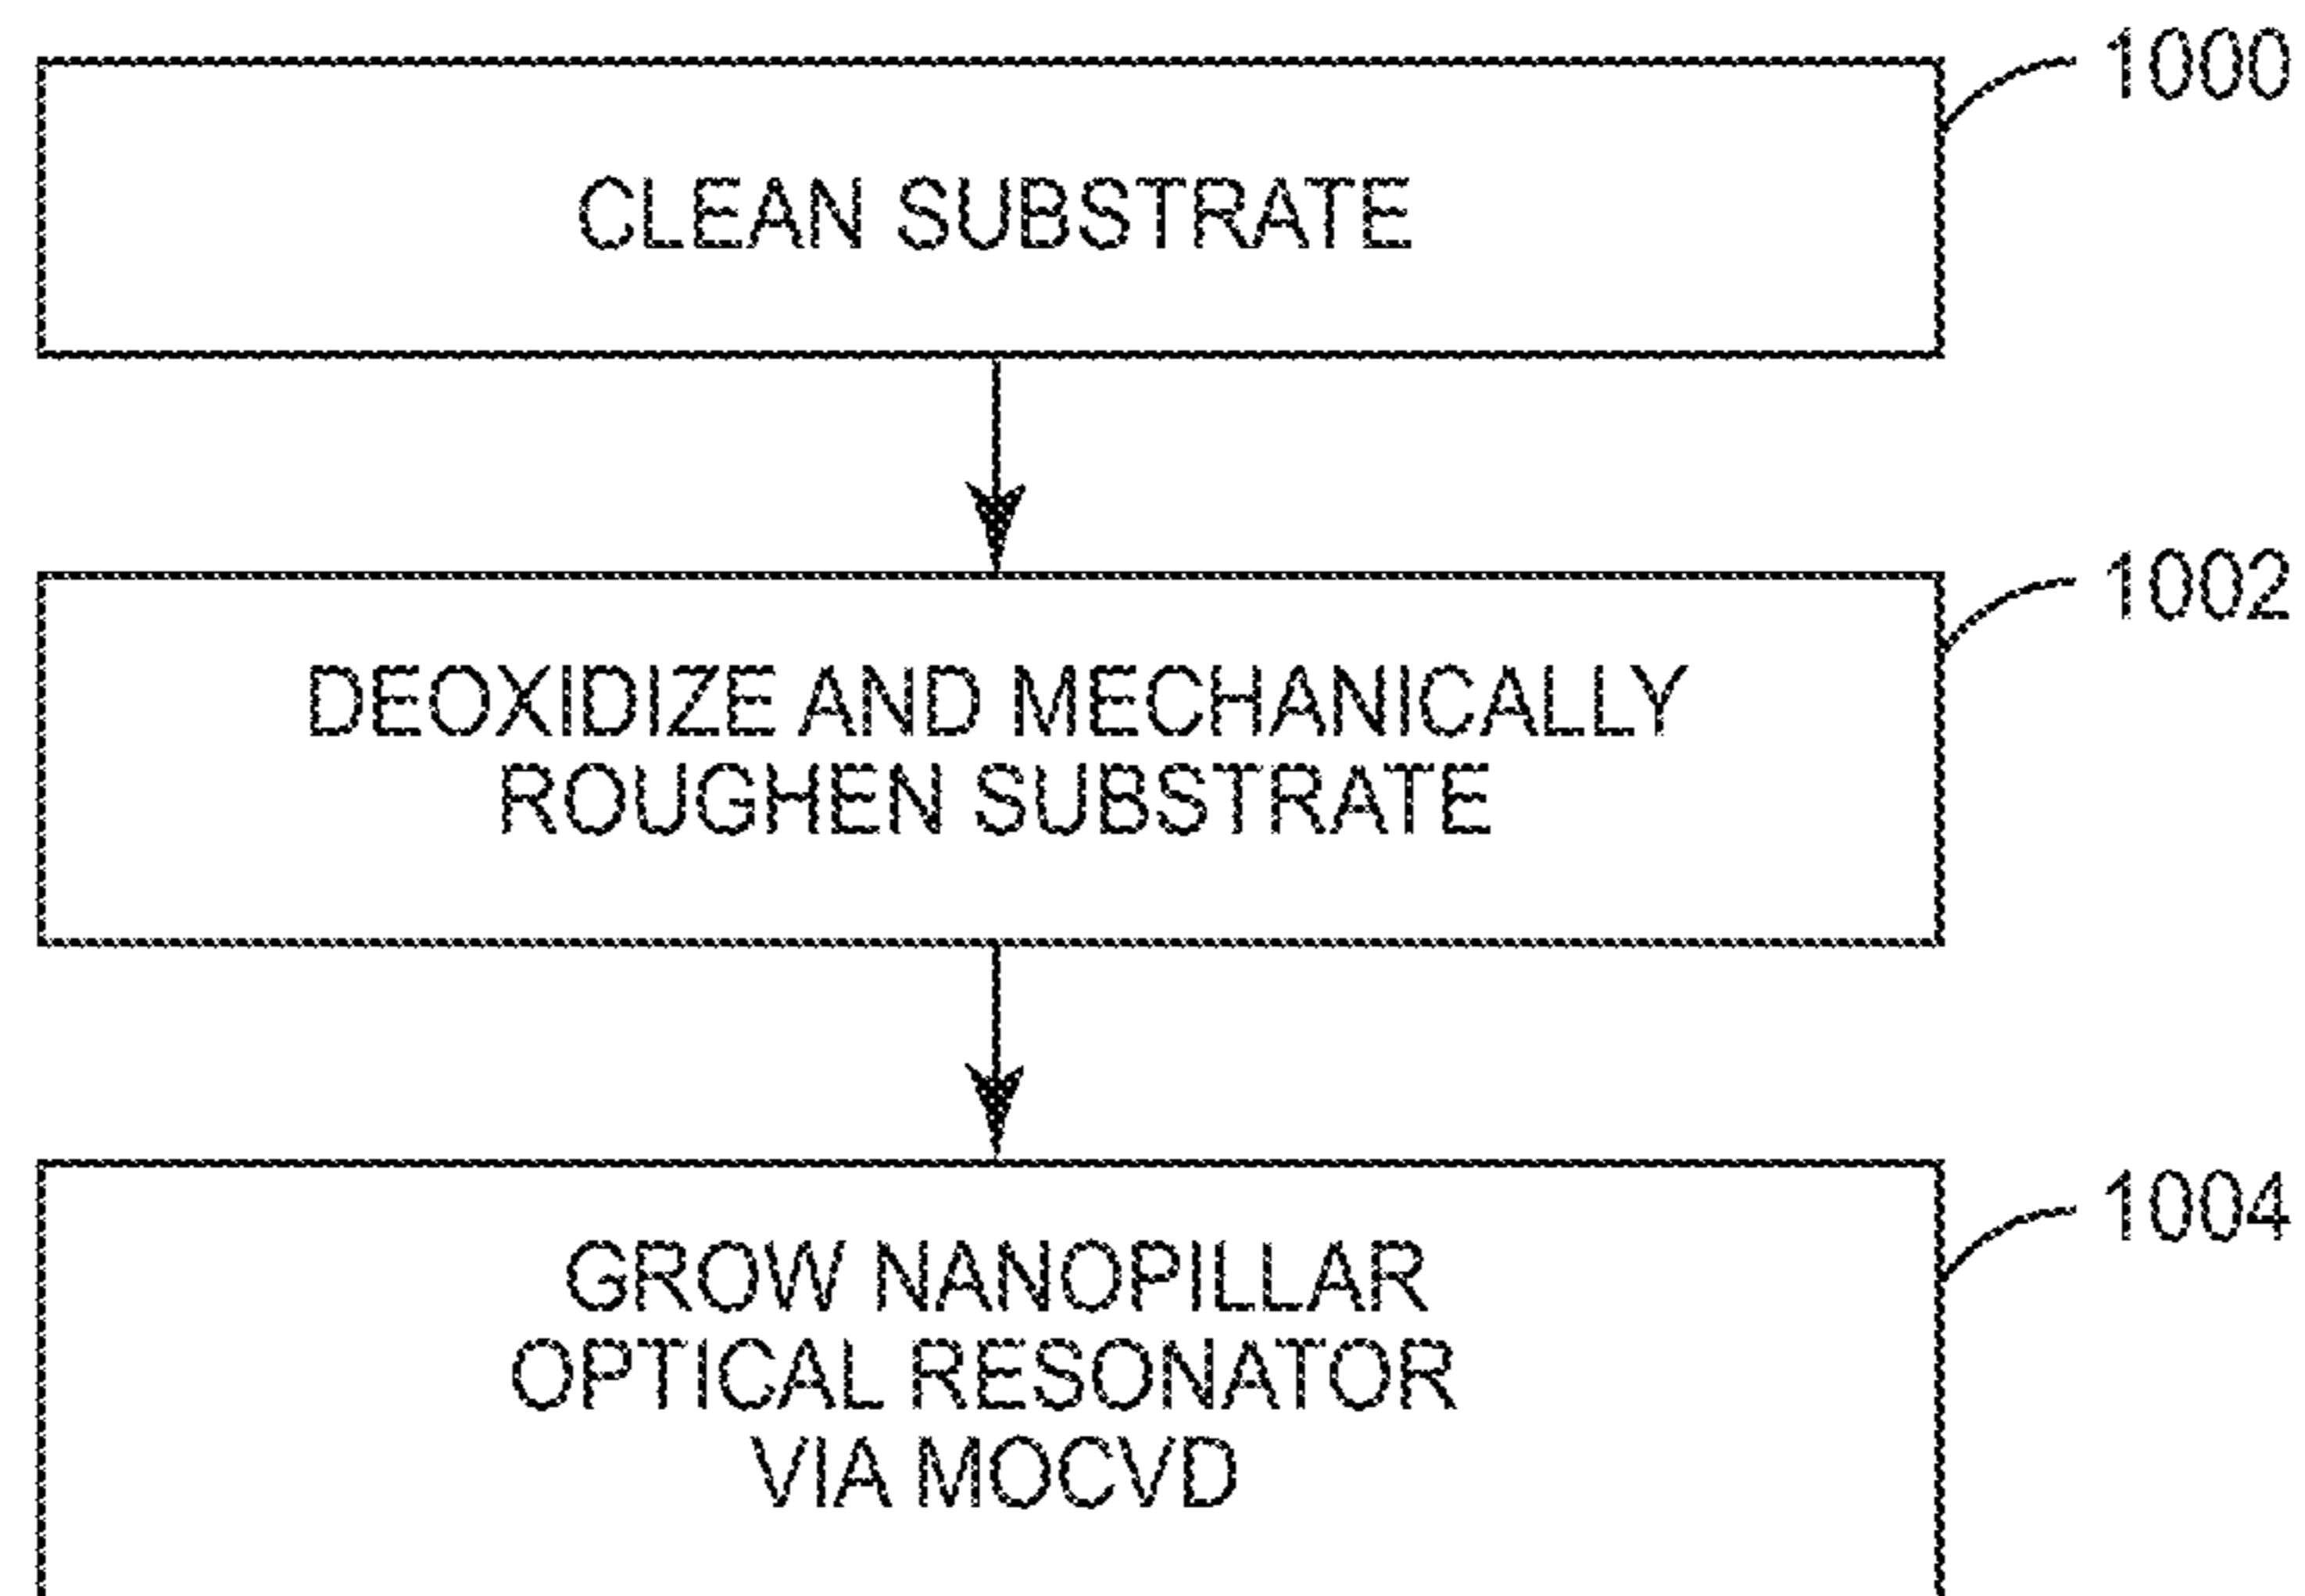 1000
CLEAN SUBSTRATE
1002
DEOXIDIZE AND MECHANICALLY
ROUGHEN SUBSTRATE
1004
GROW NANOPILLAR
OPTICAL RESONATOR
VIA MOCVD